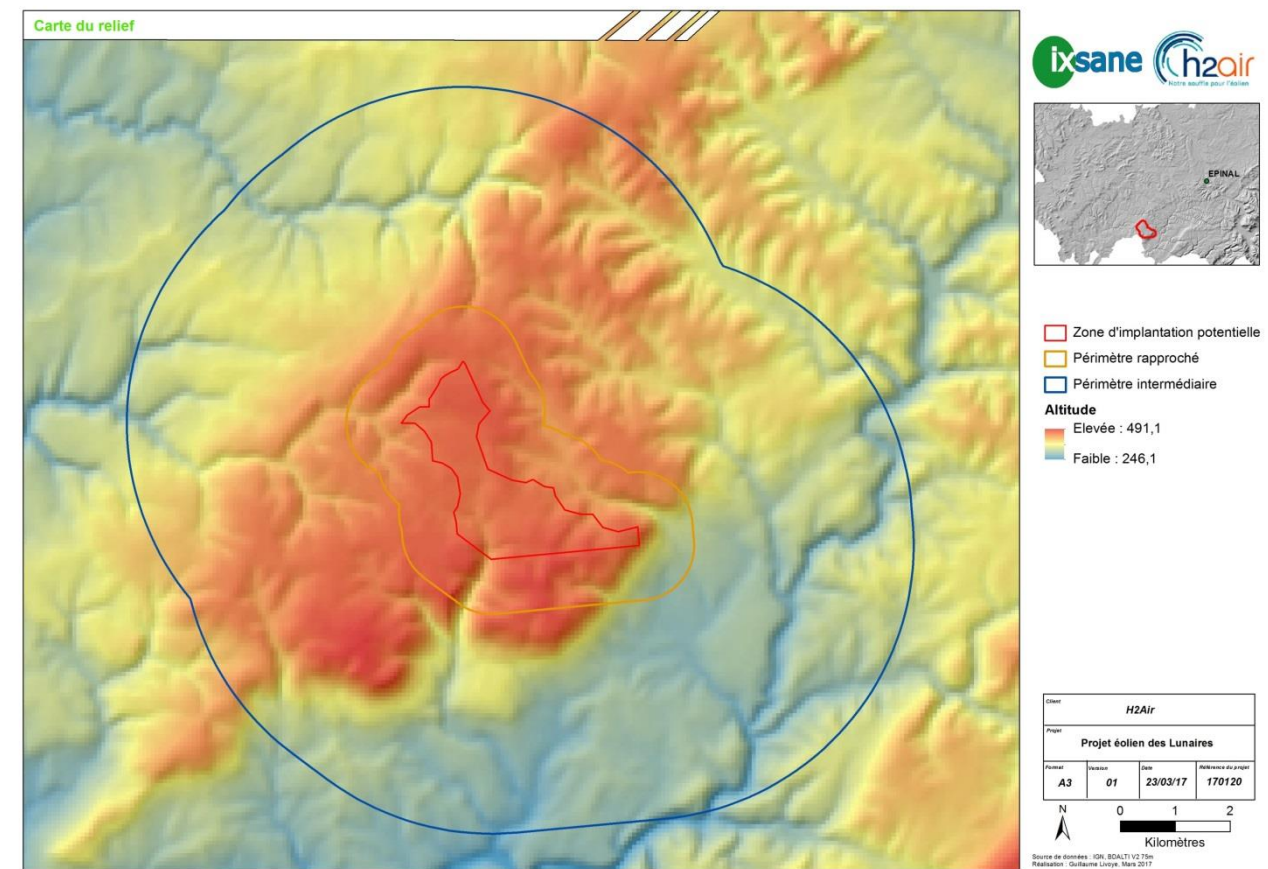 Carte du relief
ixsane
h2air
Notre souffle pour l'éolien
EPINAL
Zone d'implantation potentielle
Périmètre rapproché
Périmètre intermédiaire
Altitude
Elevée : 491,1
Faible : 246,1
Client
H2Air
Projet
Projet éolien des Lunaires
Format Version Date Référence du projet
A3 01 23/03/17 170120
N 0 1 2
Kilomètres
Source de données : IGN, BDALTI V2 75m
Réalisation : Guillaume Livoye, Mars 2017